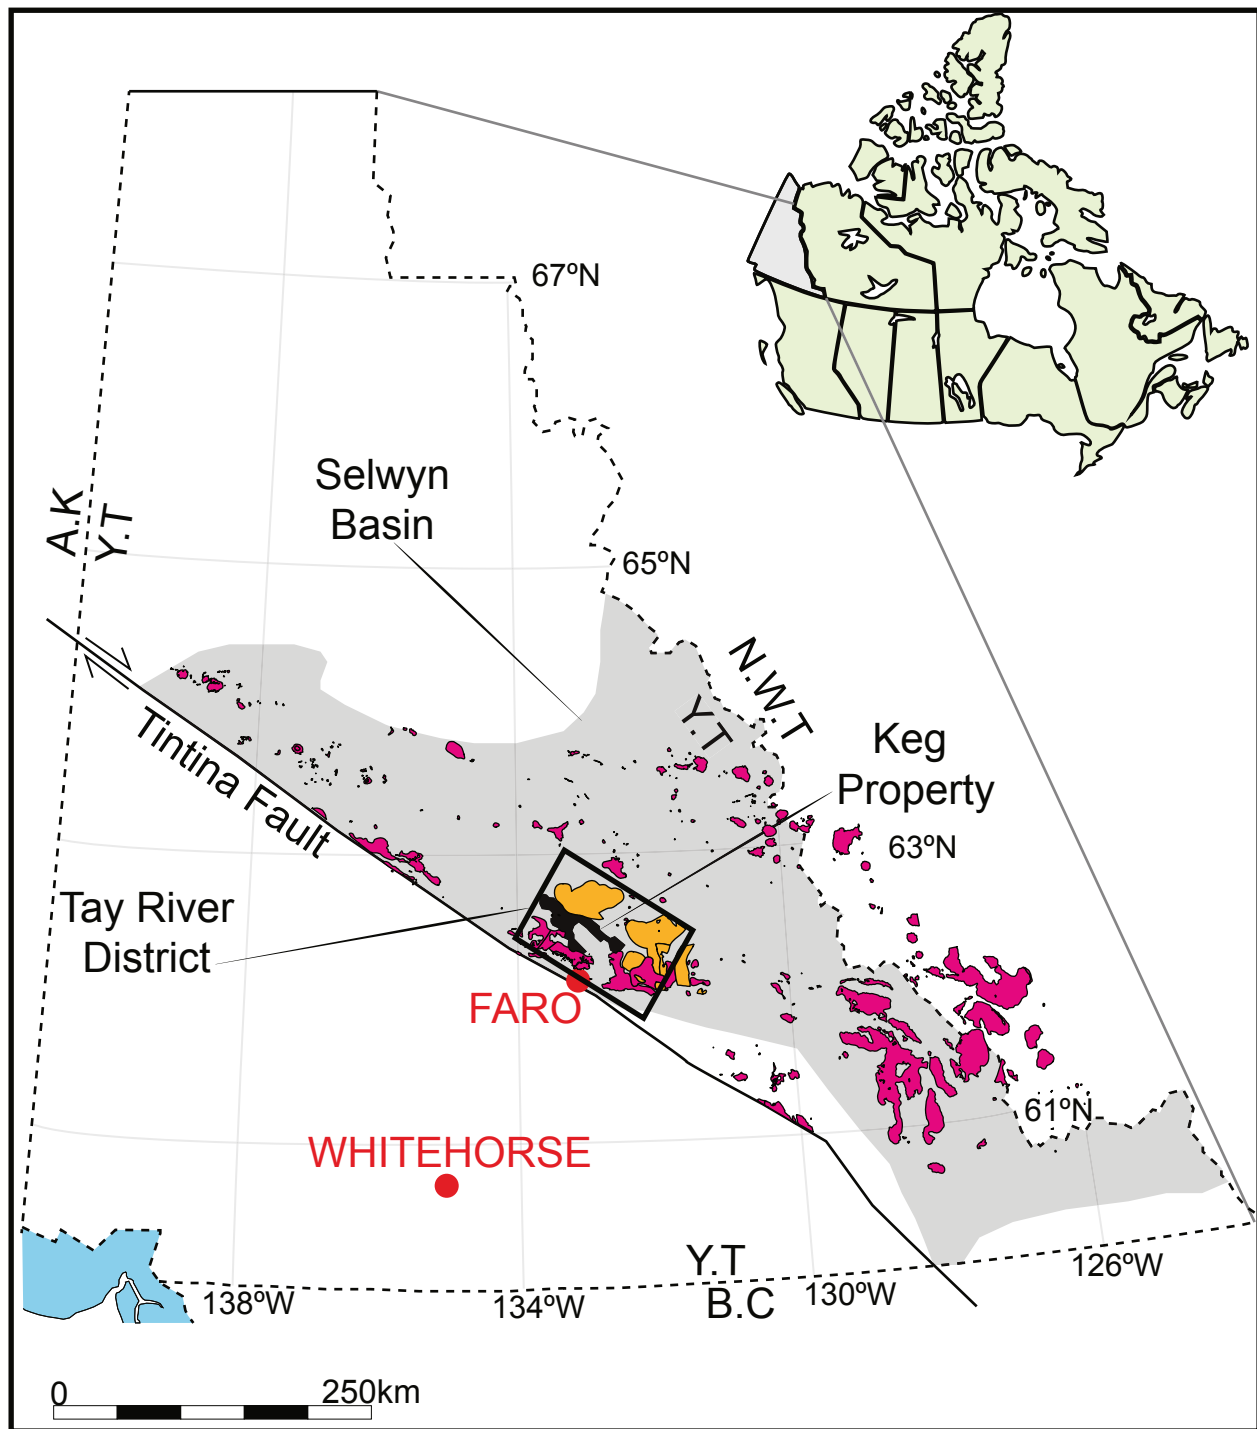 67ºN
Selwyn
Basin
A.K
Y.T
65ºN
N.W.T
Y.T
Keg
Property
Tintina Fault
63ºN
Tay River
District
FARO
61ºN
WHITEHORSE
Y.T
B.C
126ºW
130ºW
138ºW
134ºW
0
250km